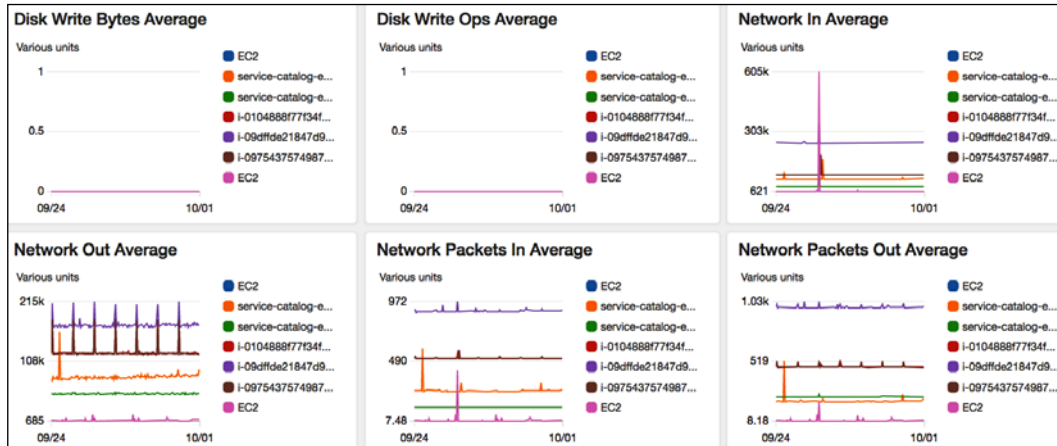 Disk Write Bytes Average
Various units
1
0.5
0
09/24 10/01
EC2
service-catalog-e...
service-catalog-e...
i-0104888f77f34f...
i-09dffde21847d9...
i-0975437574987...
EC2
Disk Write Ops Average
Various units
1
0.5
0
09/24 10/01
EC2
service-catalog-e...
service-catalog-e...
i-0104888f77f34f...
i-09dffde21847d9...
i-0975437574987...
EC2
Network In Average
Various units
605k
303k
621
09/24 10/01
EC2
service-catalog-e...
service-catalog-e...
i-0104888f77f34f...
i-09dffde21847d9...
i-0975437574987...
EC2
Network Out Average
Various units
215k
108k
685
09/24 10/01
EC2
service-catalog-e...
service-catalog-e...
i-0104888f77f34f...
i-09dffde21847d9...
i-0975437574987...
EC2
Network Packets In Average
Various units
972
490
7.48
09/24 10/01
EC2
service-catalog-e...
service-catalog-e...
i-0104888f77f34f...
i-09dffde21847d9...
i-0975437574987...
EC2
Network Packets Out Average
Various units
1.03k
519
8.18
09/24 10/01
EC2
service-catalog-e...
service-catalog-e...
i-0104888f77f34f...
i-09dffde21847d9...
i-0975437574987...
EC2